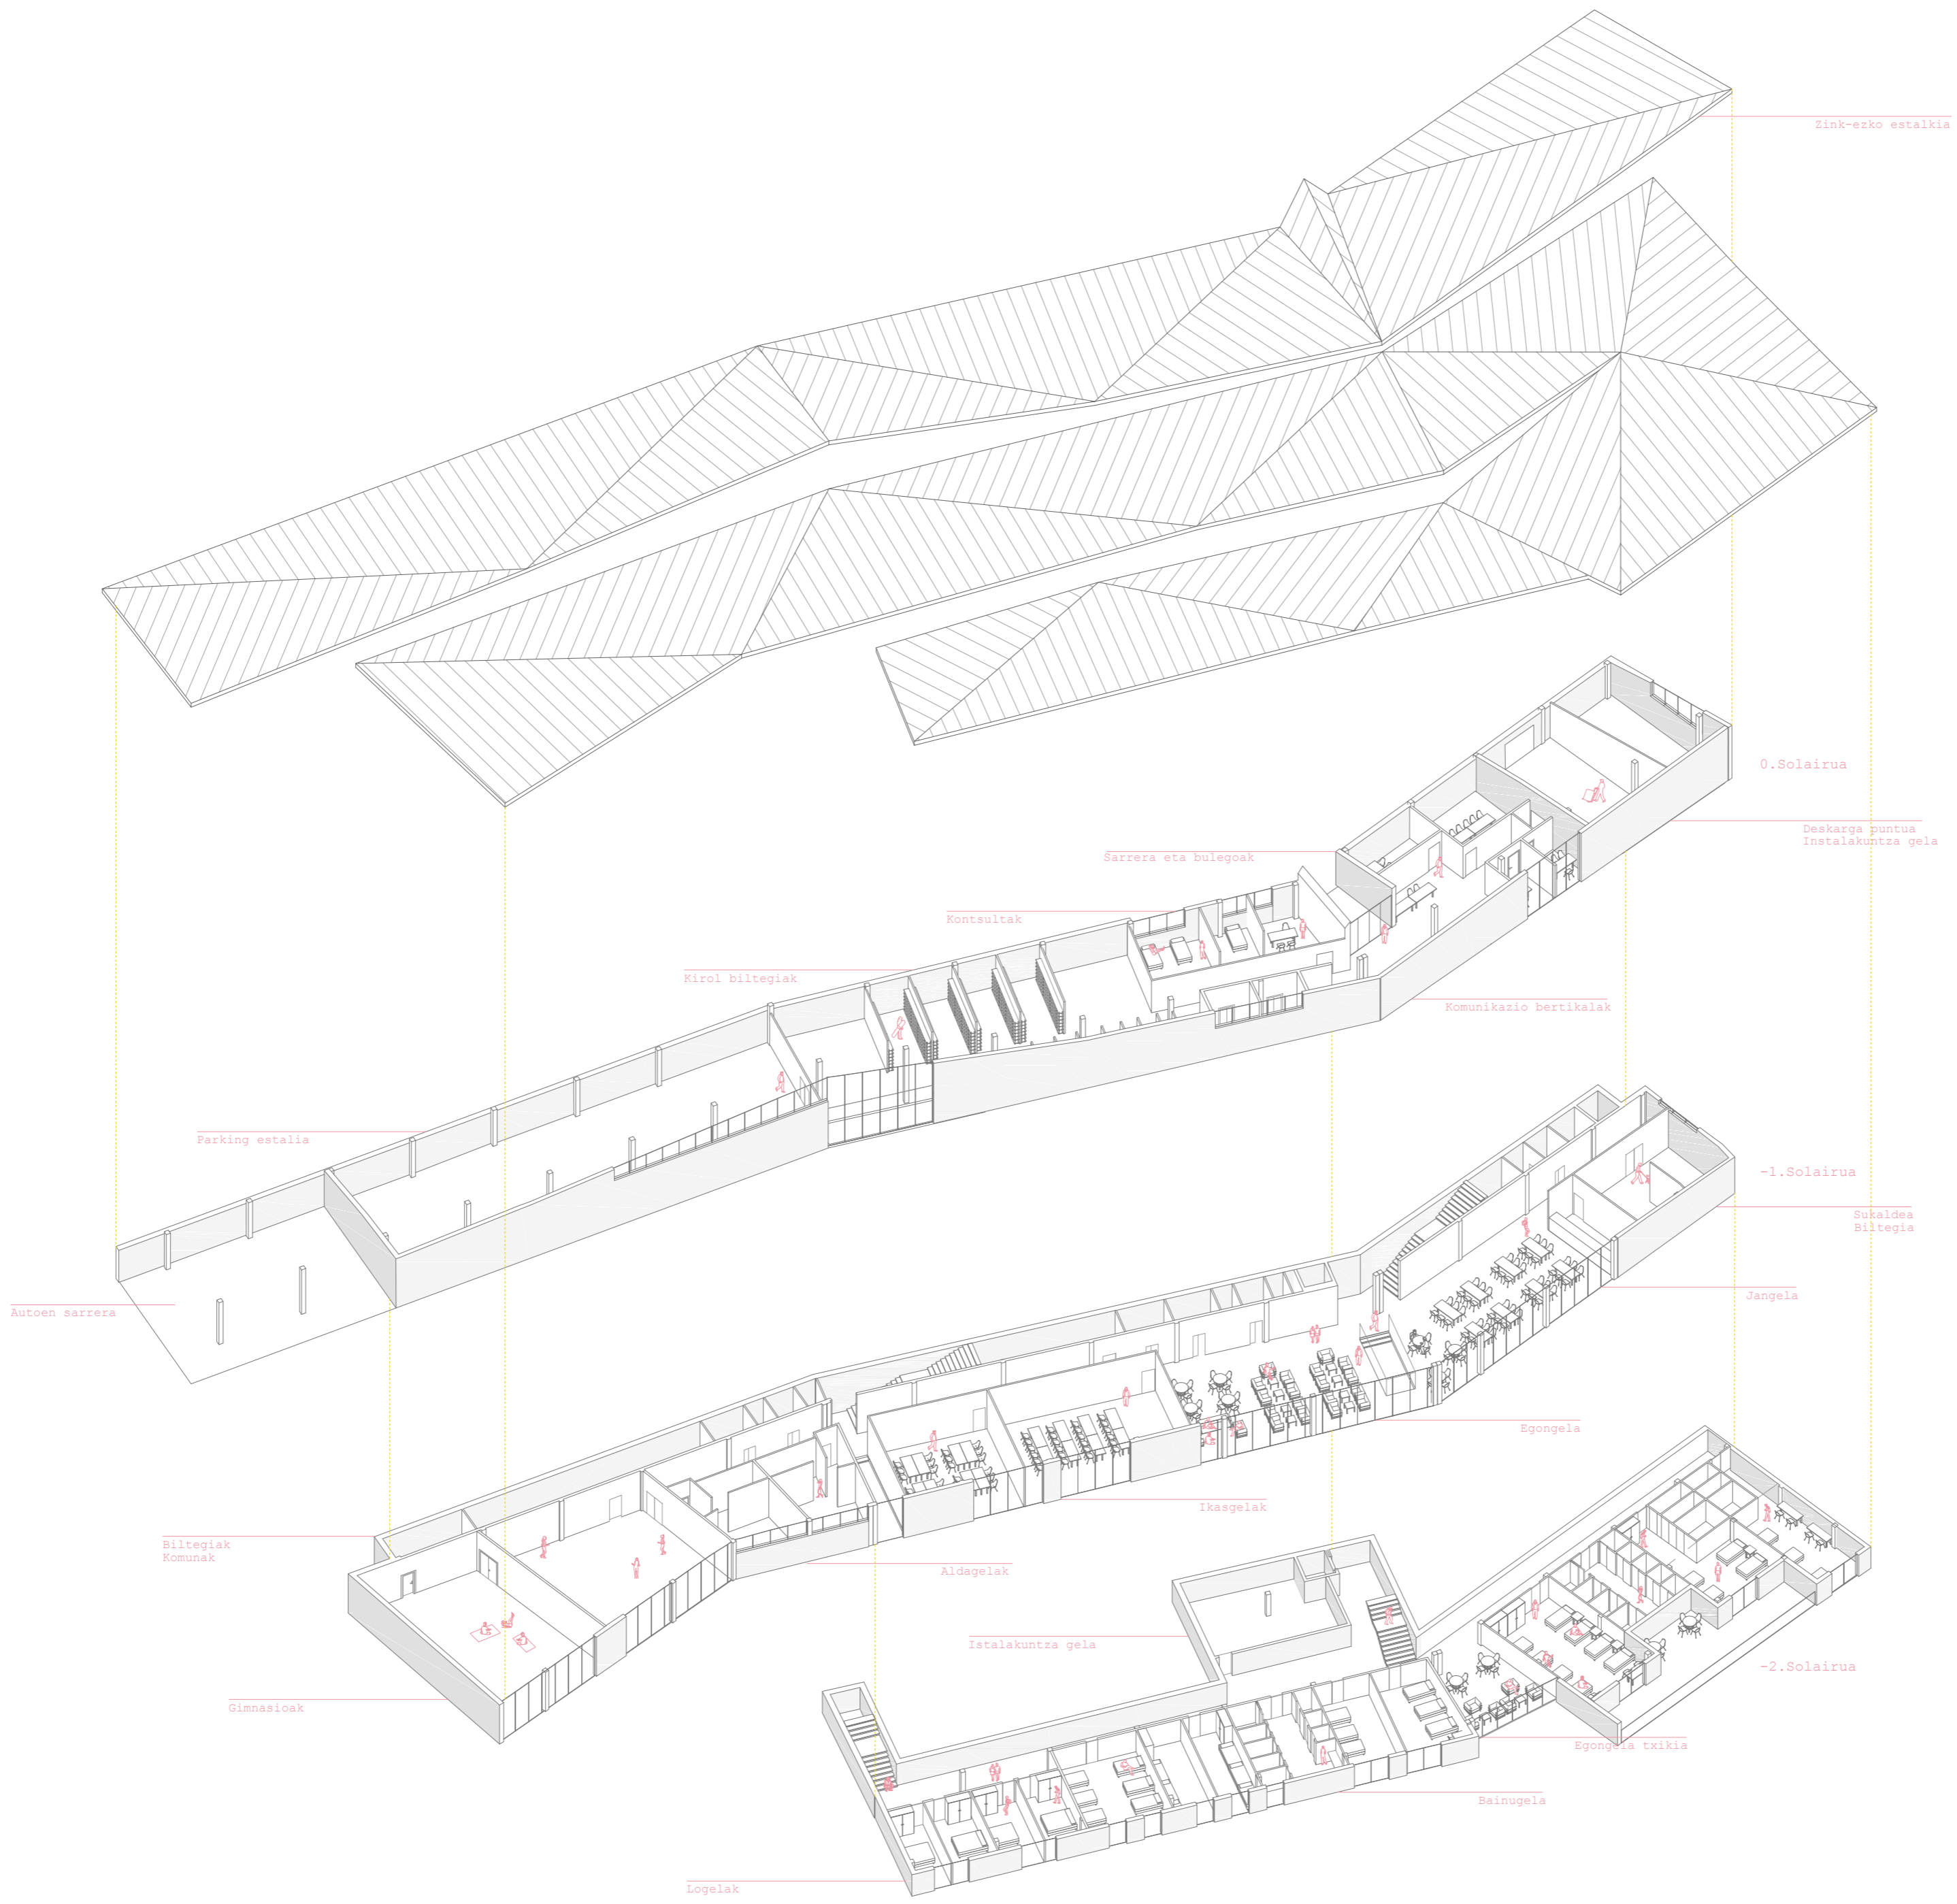 Zink-ezko estalkia
0.Solairua
Deskarga puntua
Instalakuntza gela
Sarrera eta bulegoak
Kontsultak
Kirol biltegiak
Komunikazio bertikalak
Parking estalia
-1.Solairua
Sukaldea
Biltegia
Jangela
Autoen sarrera
Egongela
Ikasgelak
Biltegiak
Komunak
Aldagelak
Istalakuntza gela
-2.Solairua
Gimnasioak
Egongela txikia
Bainugela
Logelak